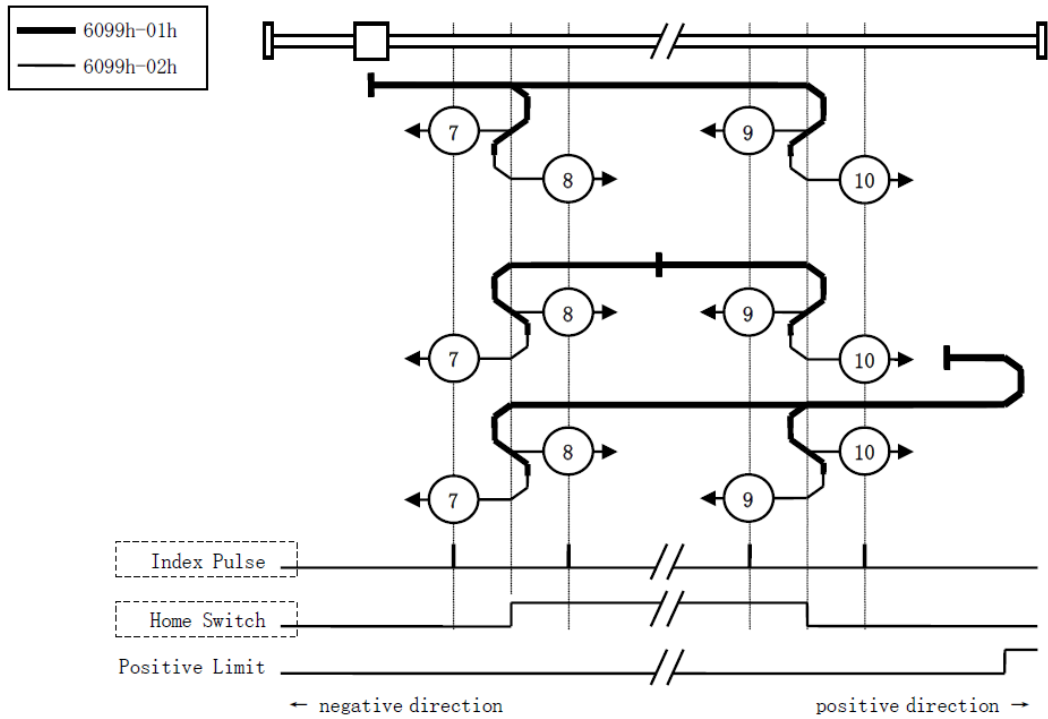 6099h-01h
6099h-02h
7
9
8
10
8
9
7
10
8
10
7
9
Index Pulse
Home Switch
Positive Limit
← negative direction
positive direction →